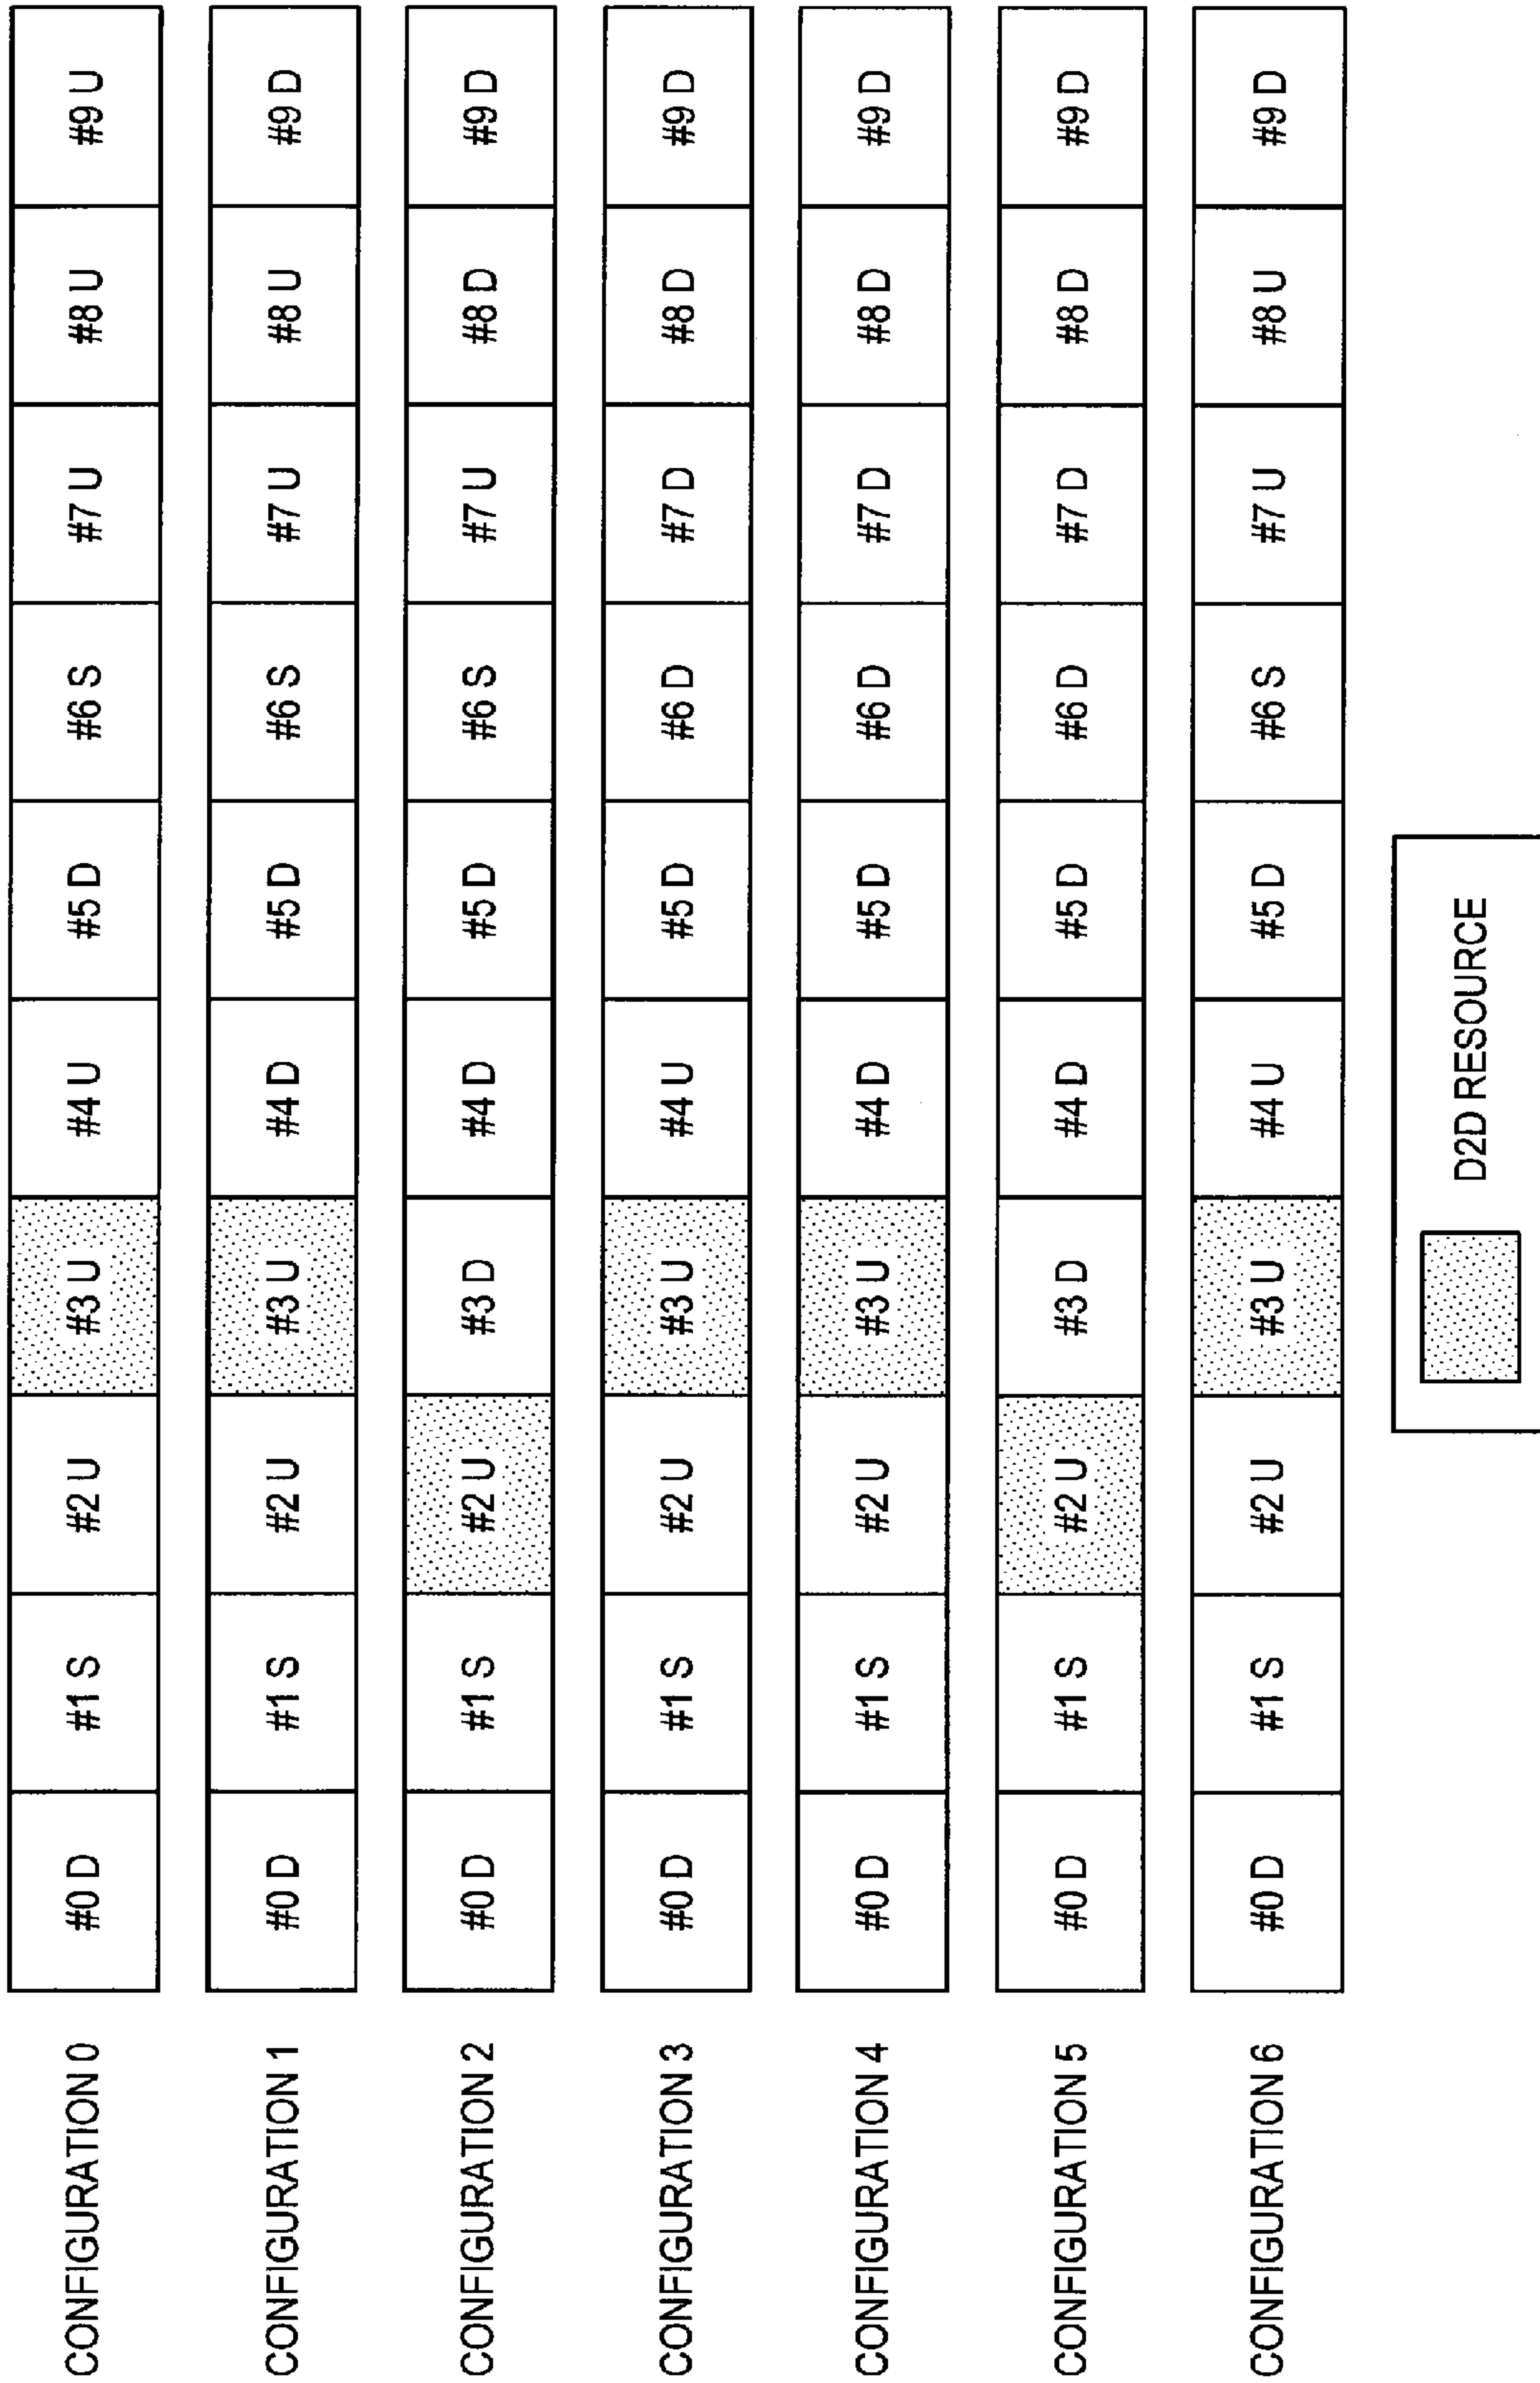 CONFIGURATION 0 #0 D #1 S #2 U #3 U #4 U #5 D #6 S #7 U #8 U #9 U
CONFIGURATION 1 #0 D #1 S #2 U #3 U #4 D #5 D #6 S #7 U #8 U #9 D
CONFIGURATION 2 #0 D #1 S #2 U #3 D #4 D #5 D #6 S #7 U #8 D #9 D
CONFIGURATION 3 #0 D #1 S #2 U #3 U #4 U #5 D #6 D #7 D #8 D #9 D
CONFIGURATION 4 #0 D #1 S #2 U #3 U #4 D #5 D #6 D #7 D #8 D #9 D
CONFIGURATION 5 #0 D #1 S #2 U #3 D #4 D #5 D #6 D #7 D #8 D #9 D
CONFIGURATION 6 #0 D #1 S #2 U #3 U #4 U #5 D #6 S #7 U #8 U #9 D
D2D RESOURCE